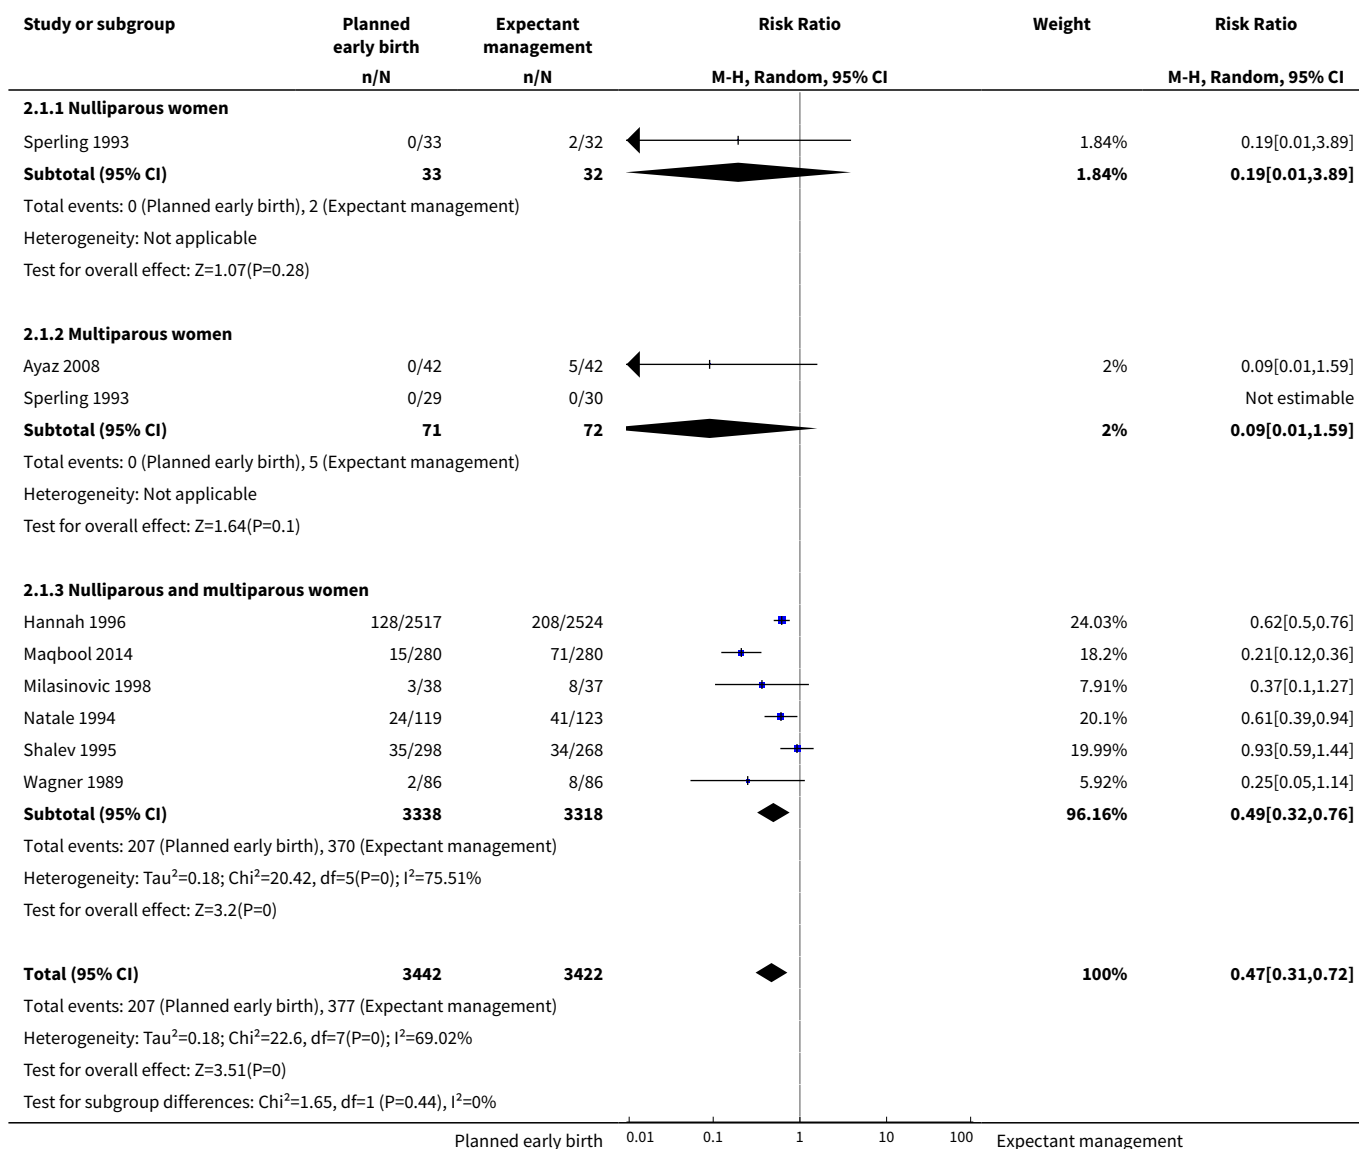 Study or subgroup Planned early birth Expectant management Risk Ratio Weight Risk Ratio
n/N n/N M-H, Random, 95% CI M-H, Random, 95% CI
2.1.1 Nulliparous women
Sperling 1993 0/33 2/32 1.84% 0.19[0.01,3.89]
Subtotal (95% CI) 33 32 1.84% 0.19[0.01,3.89]
Total events: 0 (Planned early birth), 2 (Expectant management)
Heterogeneity: Not applicable
Test for overall effect: Z=1.07(P=0.28)
2.1.2 Multiparous women
Ayaz 2008 0/42 5/42 2% 0.09[0.01,1.59]
Sperling 1993 0/29 0/30 Not estimable
Subtotal (95% CI) 71 72 2% 0.09[0.01,1.59]
Total events: 0 (Planned early birth), 5 (Expectant management)
Heterogeneity: Not applicable
Test for overall effect: Z=1.64(P=0.1)
2.1.3 Nulliparous and multiparous women
Hannah 1996 128/2517 208/2524 24.03% 0.62[0.5,0.76]
Maqbool 2014 15/280 71/280 18.2% 0.21[0.12,0.36]
Milasinovic 1998 3/38 8/37 7.91% 0.37[0.1,1.27]
Natale 1994 24/119 41/123 20.1% 0.61[0.39,0.94]
Shalev 1995 35/298 34/268 19.99% 0.93[0.59,1.44]
Wagner 1989 2/86 8/86 5.92% 0.25[0.05,1.14]
Subtotal (95% CI) 3338 3318 96.16% 0.49[0.32,0.76]
Total events: 207 (Planned early birth), 370 (Expectant management)
Heterogeneity: Tau²=0.18; Chi²=20.42, df=5(P=0); I²=75.51%
Test for overall effect: Z=3.2(P=0)
Total (95% CI) 3442 3422 100% 0.47[0.31,0.72]
Total events: 207 (Planned early birth), 377 (Expectant management)
Heterogeneity: Tau²=0.18; Chi²=22.6, df=7(P=0); I²=69.02%
Test for overall effect: Z=3.51(P=0)
Test for subgroup differences: Chi²=1.65, df=1 (P=0.44), I²=0%
Planned early birth 0.01 0.1 1 10 100 Expectant management